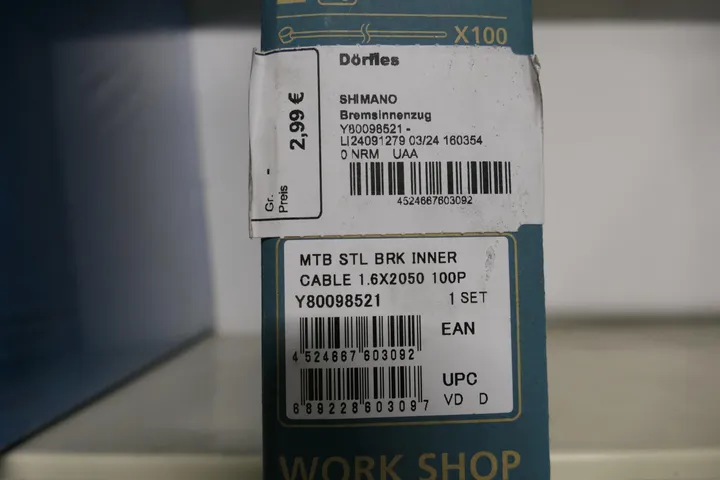 X100
Dörfles
SHIMANO
Bremsinnenzug
Y80098521 -
LI24091279 03/24 160354
0 NRM UAA
4524667603092
Gr. -
Preis 2,99 €
MTB STL BRK INNER
CABLE 1.6X2050 100P
Y80098521 1 SET
EAN
4 524667 603092
UPC
6 89228 60309 7
VD D
WORK SHOP